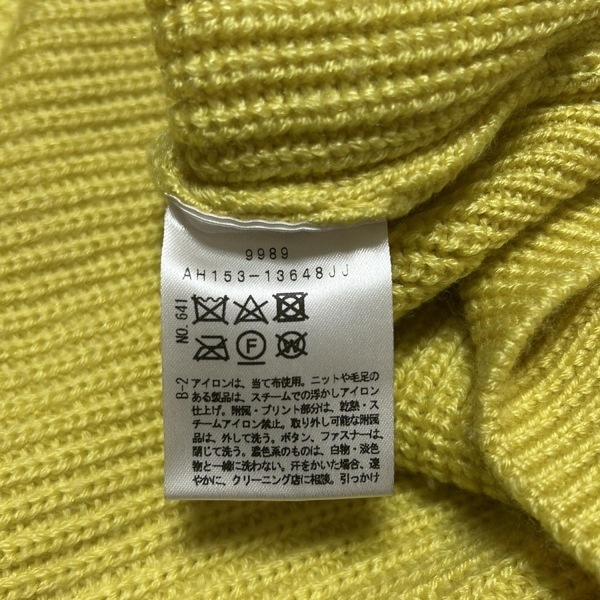 9989
AH153-13648JJ
NO.641
F
W
B-2
アイロンは、当て布使用。ニットや毛足の
ある製品は、スチームでの浮かしアイロン
仕上げ。附属・プリント部分は、乾熱・ス
チームアイロン禁止。取り外し可能な附属
品は、外して洗う。ボタン、ファスナーは、
閉じて洗う。濃色系のものは、白物・淡色
物と一緒に洗わない。汗をかいた場合、速
やかに、クリーニング店に相談。引っかけ